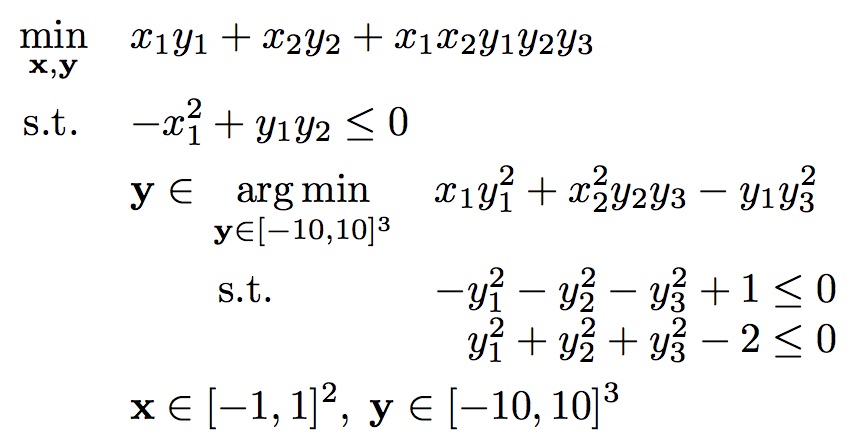 min x₁y₁ + x₂y₂ + x₁x₂y₁y₂y₃
x,y
s.t. −x₁² + y₁y₂ ≤ 0
y ∈ arg min x₁y₁² + x₂²y₂y₃ − y₁y₃²
y∈[−10,10]³
s.t. −y₁² − y₂² − y₃² + 1 ≤ 0
y₁² + y₂² + y₃² − 2 ≤ 0
x ∈ [−1, 1]², y ∈ [−10, 10]³